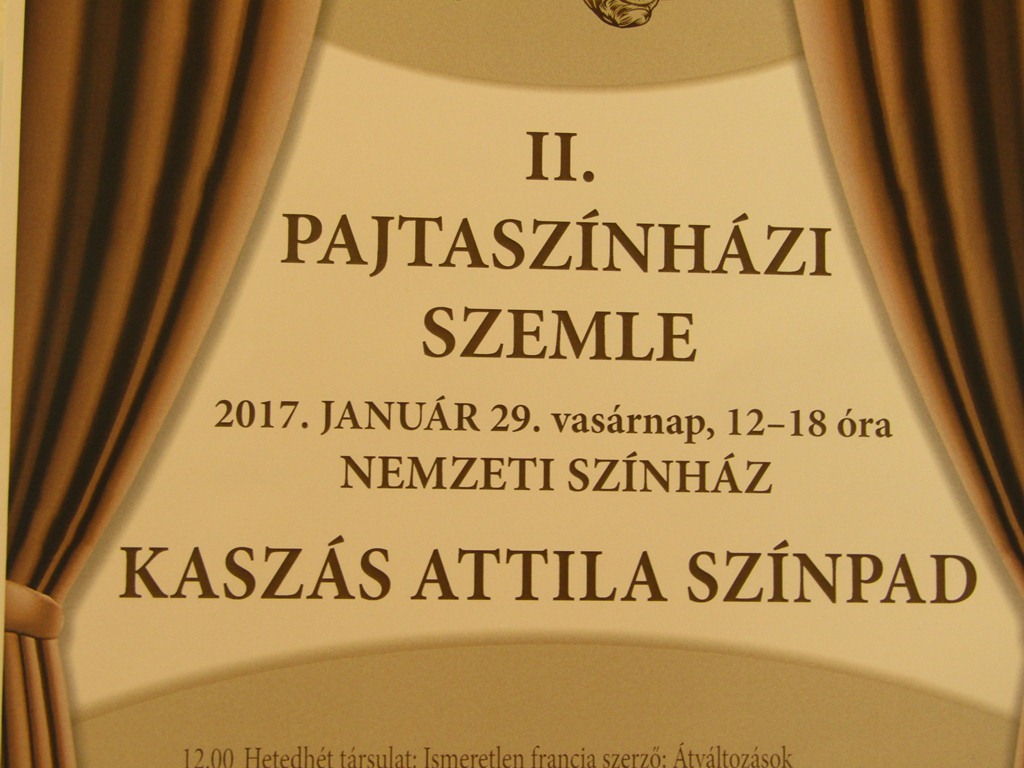 II.
PAJTASZÍNHÁZI
SZEMLE
2017. JANUÁR 29. vasárnap, 12–18 óra
NEMZETI SZÍNHÁZ
KASZÁS ATTILA SZÍNPAD
12.00 Hetedhét társulat: Ismeretlen francia szerző: Átváltozások